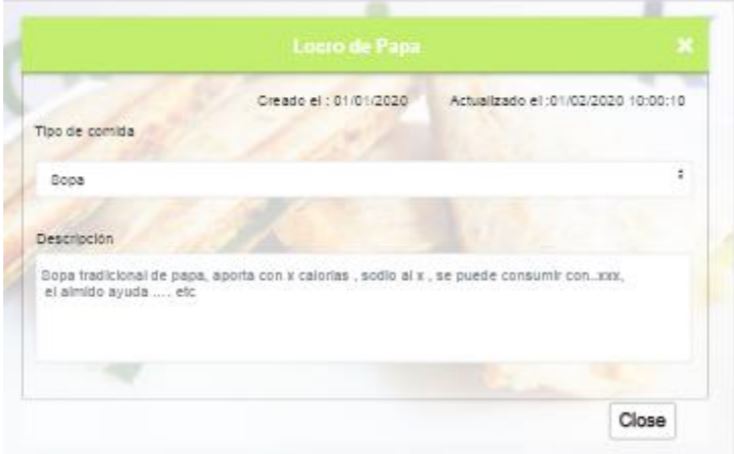 Locro de Papa
Creado el : 01/01/2020 Actualizado el :01/02/2020 10:00:10
Tipo de comida
Sopa
Descripción
Sopa tradicional de papa, aporta con x calorias , sodio al x , se puede consumir con..xxx,
el almido ayuda .... etc
Close